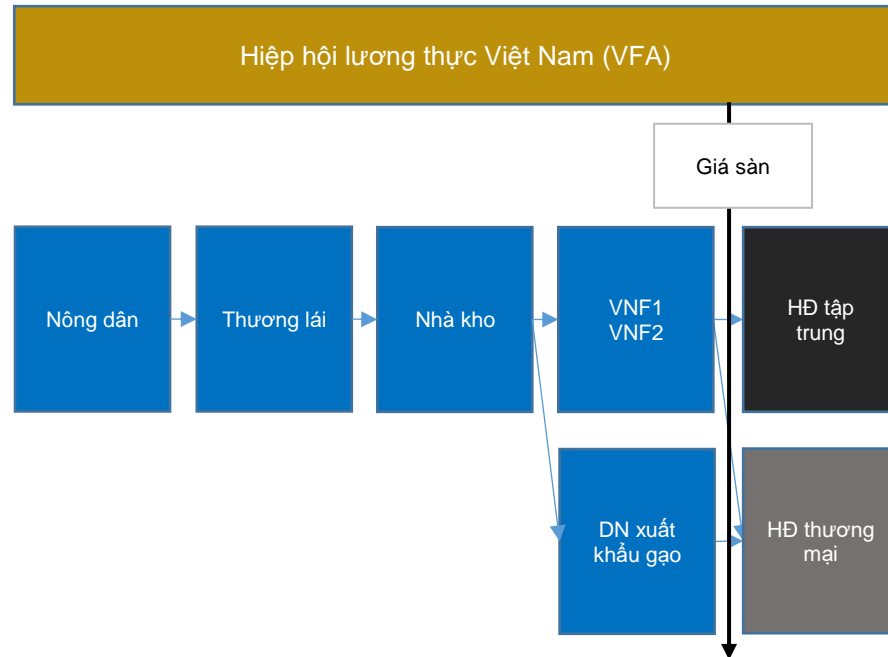 Hiệp hội lương thực Việt Nam (VFA)
Giá sàn
Nông dân
Thương lái
Nhà kho
VNF1
VNF2
HĐ tập
trung
DN xuất
khẩu gạo
HĐ thương
mại